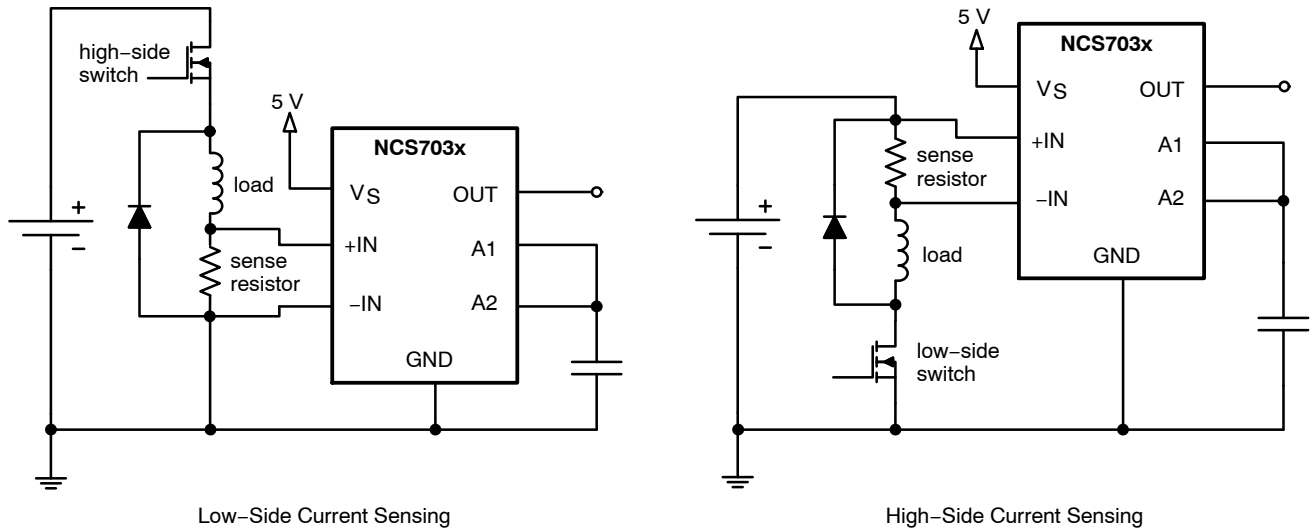 high−side
switch
5 V
NCS703x
VS
OUT
load
+IN
A1
sense
resistor
−IN
A2
GND
+
−
Low−Side Current Sensing
5 V
NCS703x
VS
OUT
+IN
A1
sense
resistor
−IN
A2
+
−
load
GND
low−side
switch
High−Side Current Sensing